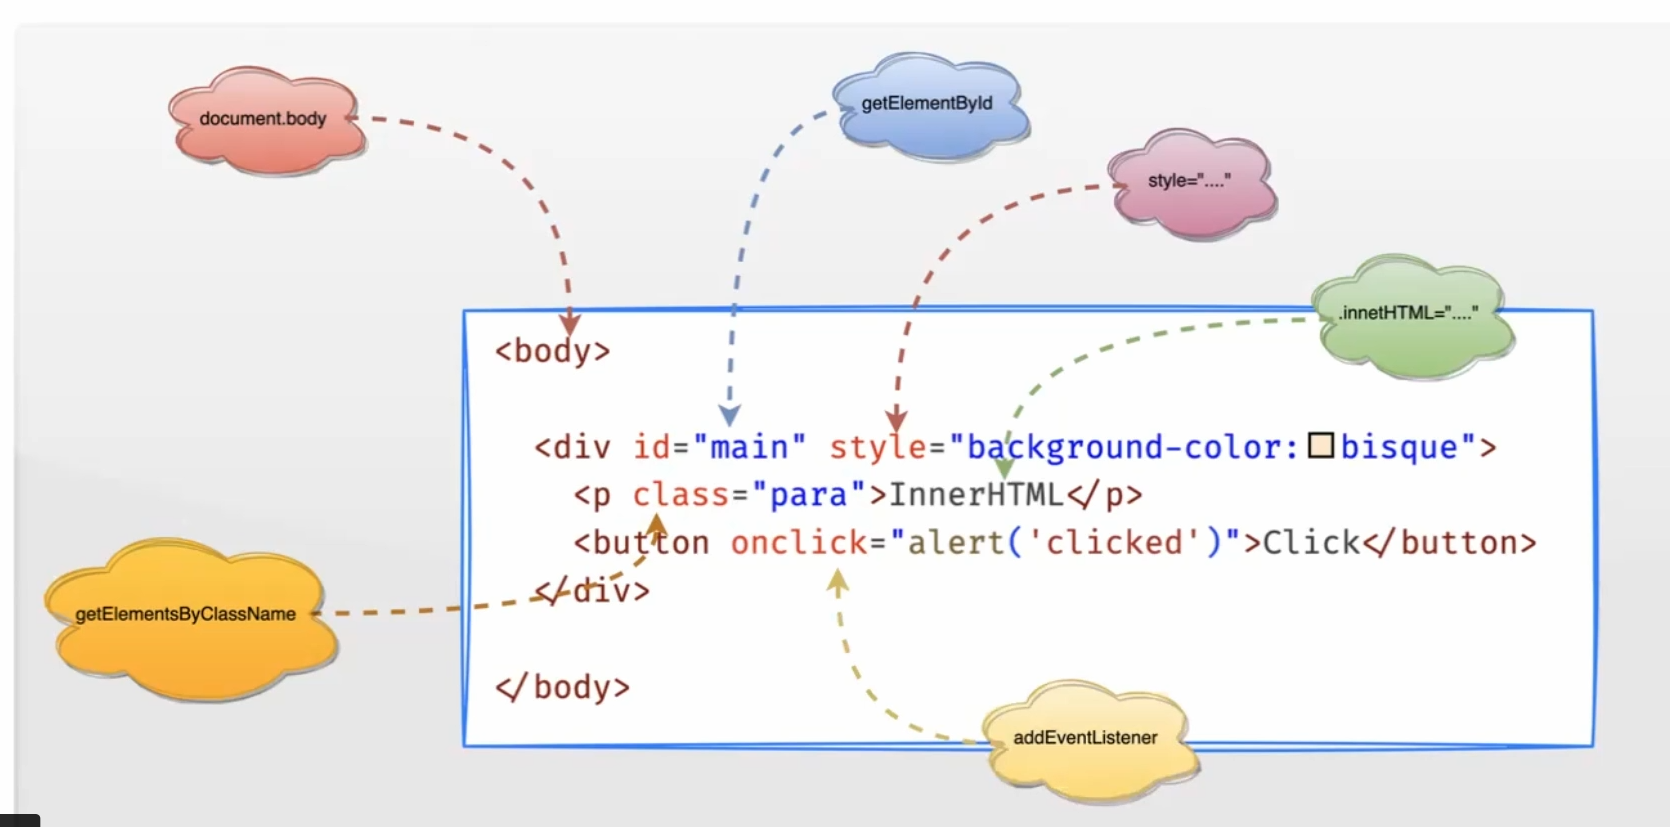 document.body
getElementById
style="...."
.innetHTML="...."
<body>
<div id="main" style="background-color:bisque">
<p class="para">InnerHTML</p>
<button onclick="alert('clicked')">Click</button>
</div>
getElementsByClassName
</body>
addEventListener